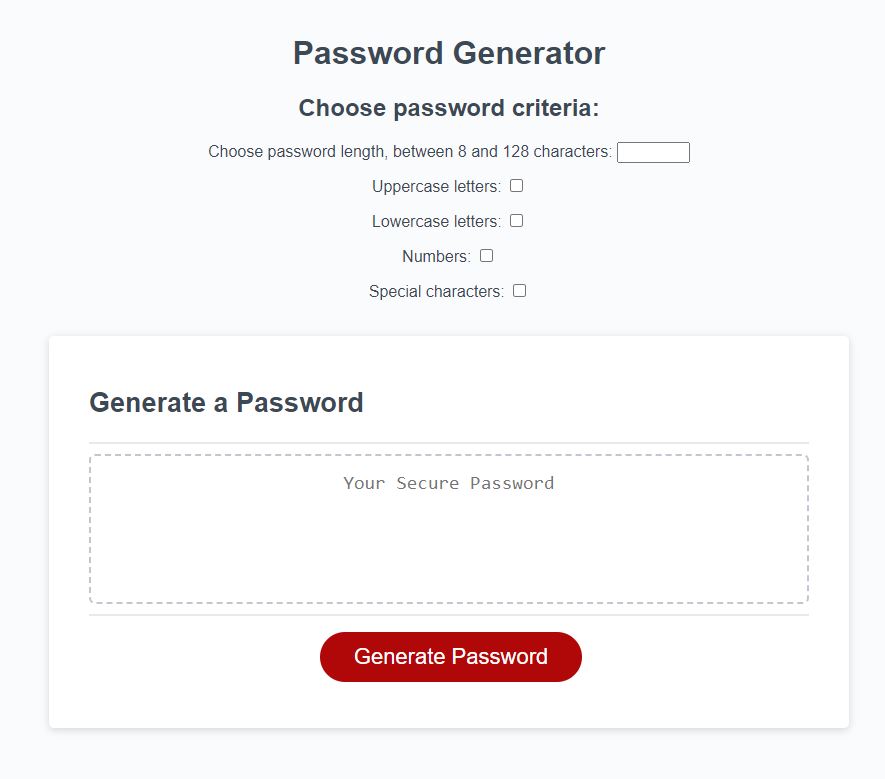 Password Generator
Choose password criteria:
Choose password length, between 8 and 128 characters:
Uppercase letters:
Lowercase letters:
Numbers:
Special characters:
Generate a Password
Your Secure Password
Generate Password